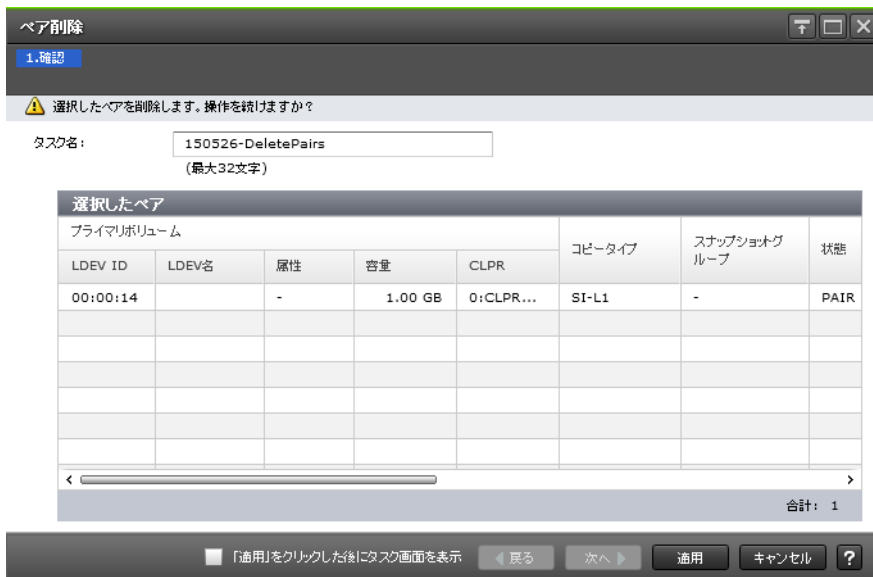 ペア削除
1.確認
選択したペアを削除します。操作を続けますか？
タスク名: 150526-DeletePairs
(最大32文字)
選択したペア
プライマリボリューム
コピータイプ スナップショットグループ 状態
LDEV ID LDEV名 属性 容量 CLPR
00:00:14 - 1.00 GB 0:CLPR... SI-L1 - PAIR
合計: 1
「適用」をクリックした後にタスク画面を表示 戻る 次へ 適用 キャンセル ?